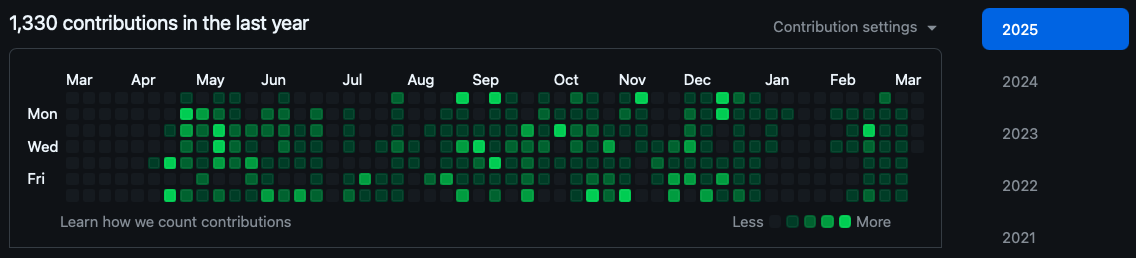 1,330 contributions in the last year
Contribution settings
2025
2024
2023
2022
2021
Mar Apr May Jun Jul Aug Sep Oct Nov Dec Jan Feb Mar
Mon
Wed
Fri
Learn how we count contributions
Less More